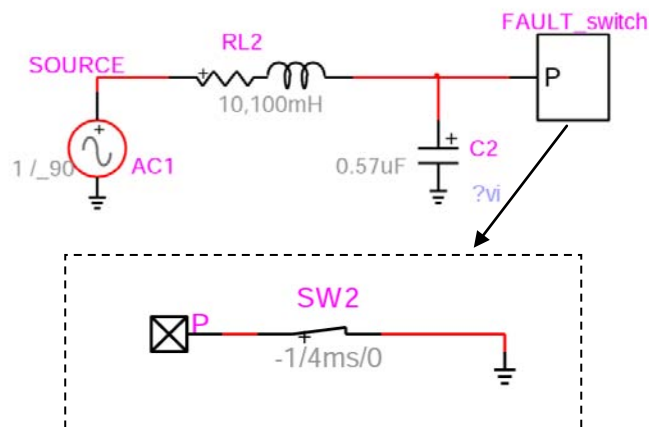 FAULT_switch
RL2
SOURCE
P
10,100mH
C2
0.57uF
1 /_90
AC1
?vi
SW2
P
-1/4ms/0